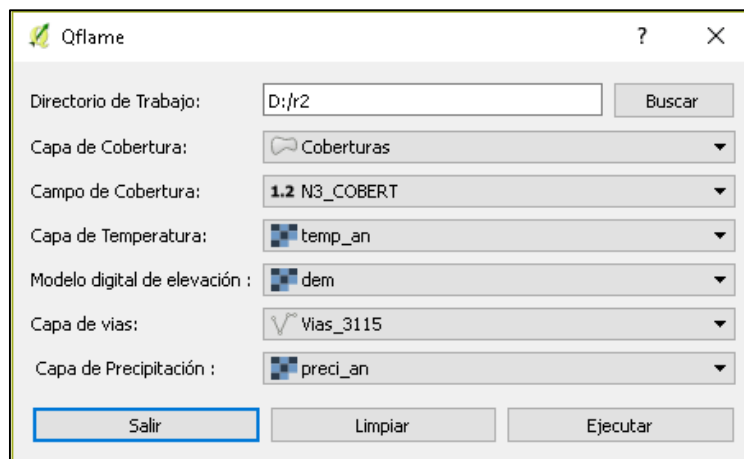 Qflame ? ✕
Directorio de Trabajo: D:/r2 Buscar
Capa de Cobertura: Coberturas
Campo de Cobertura: 1.2 N3_COBERT
Capa de Temperatura: temp_an
Modelo digital de elevación : dem
Capa de vias: Vias_3115
Capa de Precipitación : preci_an
Salir Limpiar Ejecutar